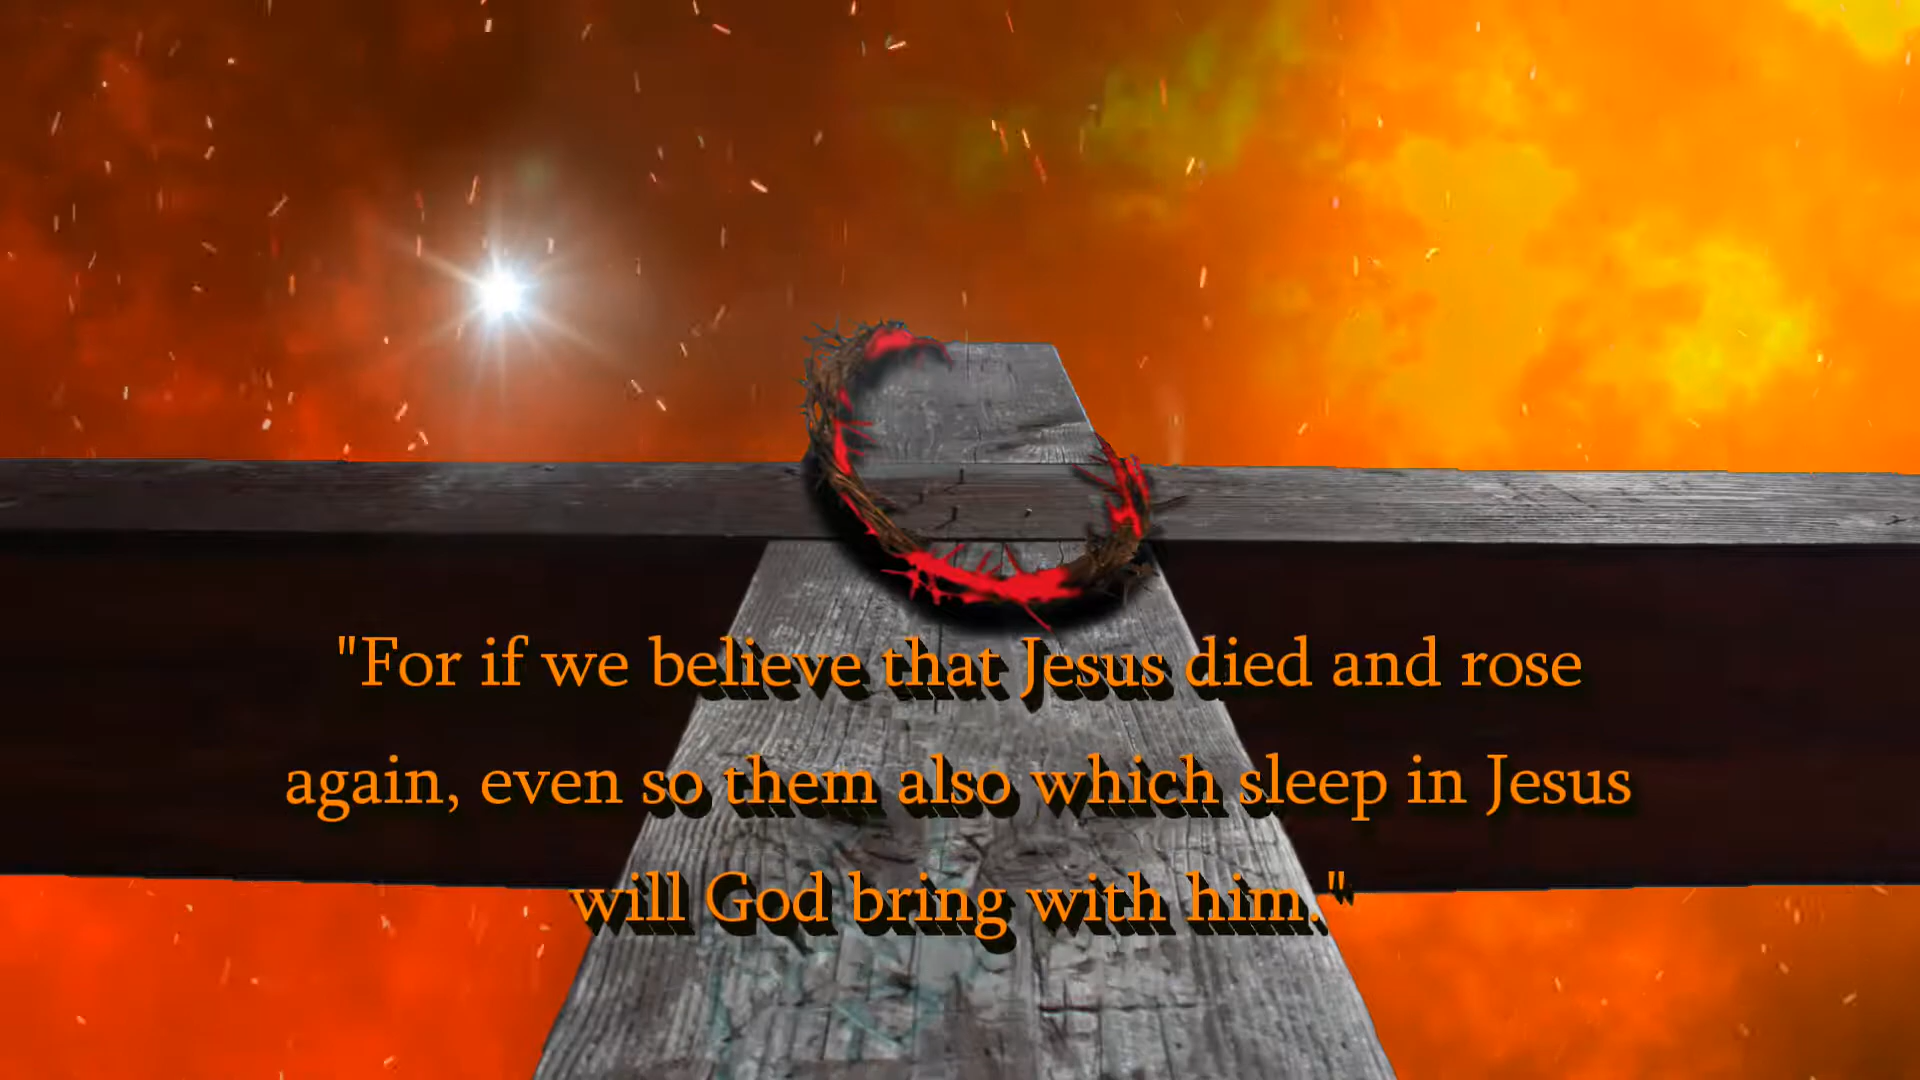 "For if we believe that Jesus died and rose
again, even so them also which sleep in Jesus
will God bring with him."